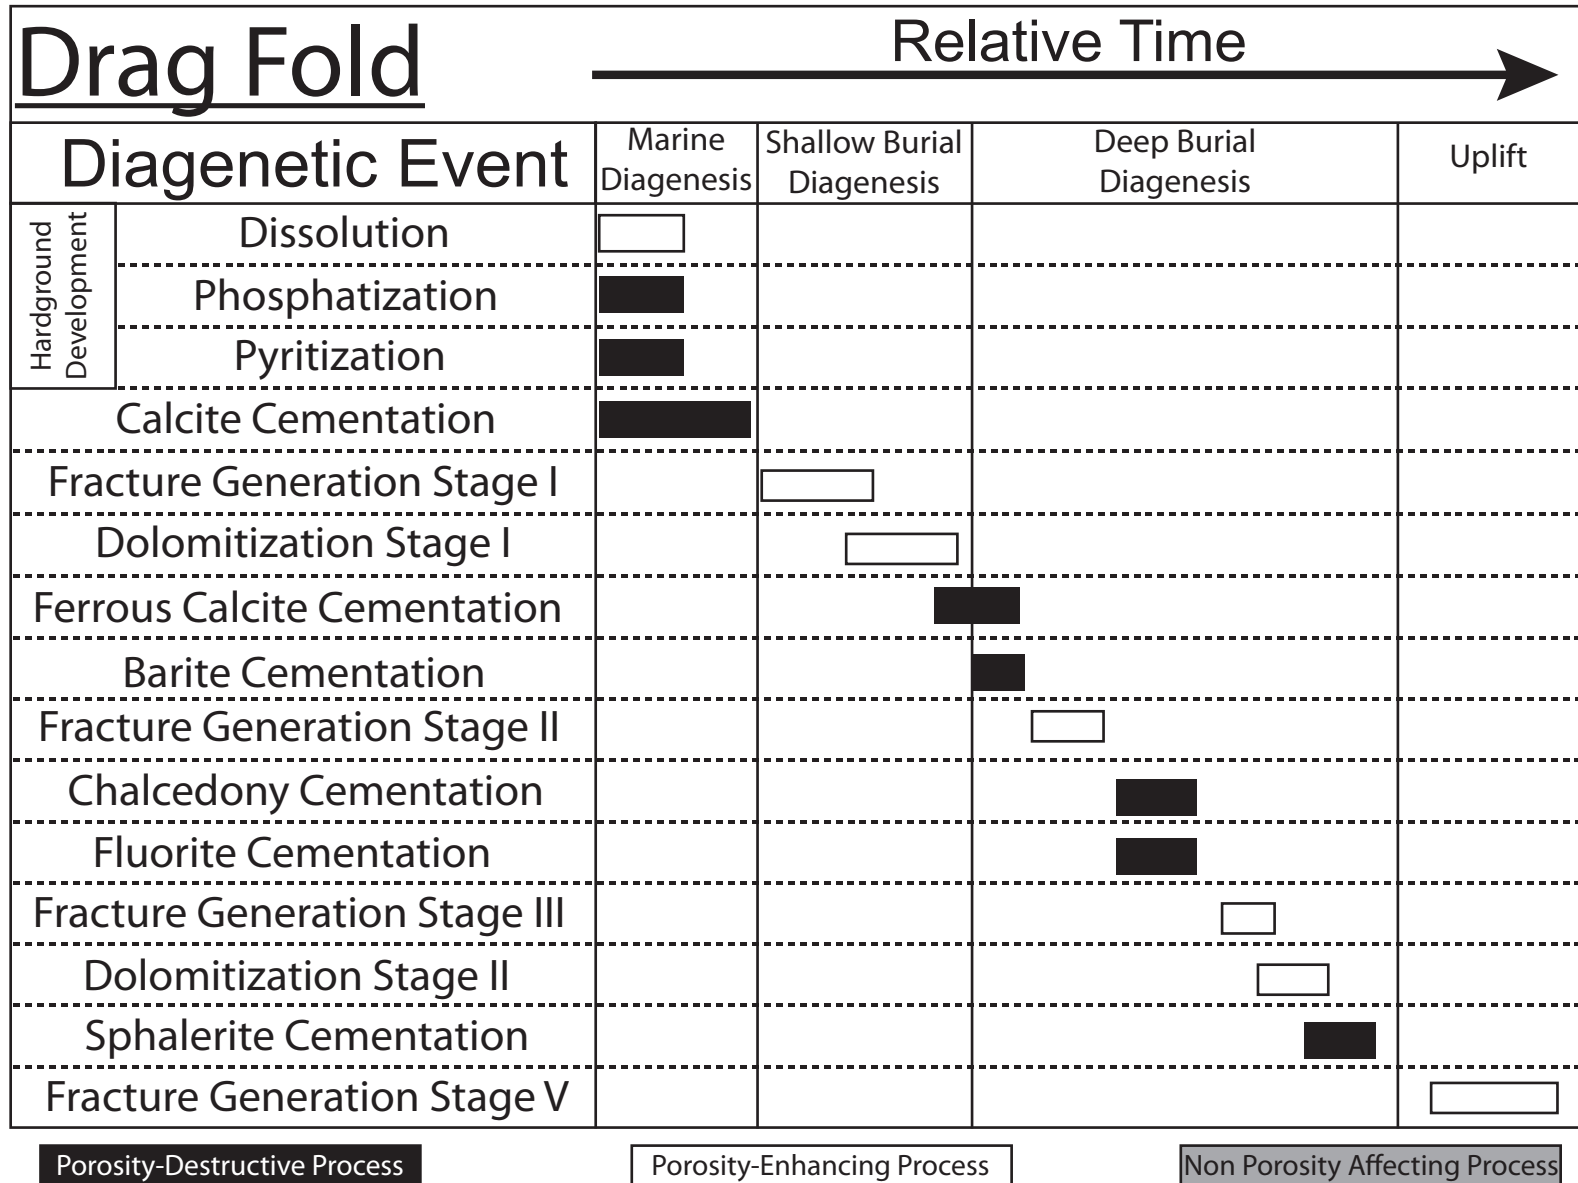 Drag Fold
Relative Time
Diagenetic Event
Marine
Diagenesis
Shallow Burial
Diagenesis
Deep Burial
Diagenesis
Uplift
Hardground
Development
Dissolution
Phosphatization
Pyritization
Calcite Cementation
Fracture Generation Stage I
Dolomitization Stage I
Ferrous Calcite Cementation
Barite Cementation
Fracture Generation Stage II
Chalcedony Cementation
Fluorite Cementation
Fracture Generation Stage III
Dolomitization Stage II
Sphalerite Cementation
Fracture Generation Stage V
Porosity-Destructive Process
Porosity-Enhancing Process
Non Porosity Affecting Process